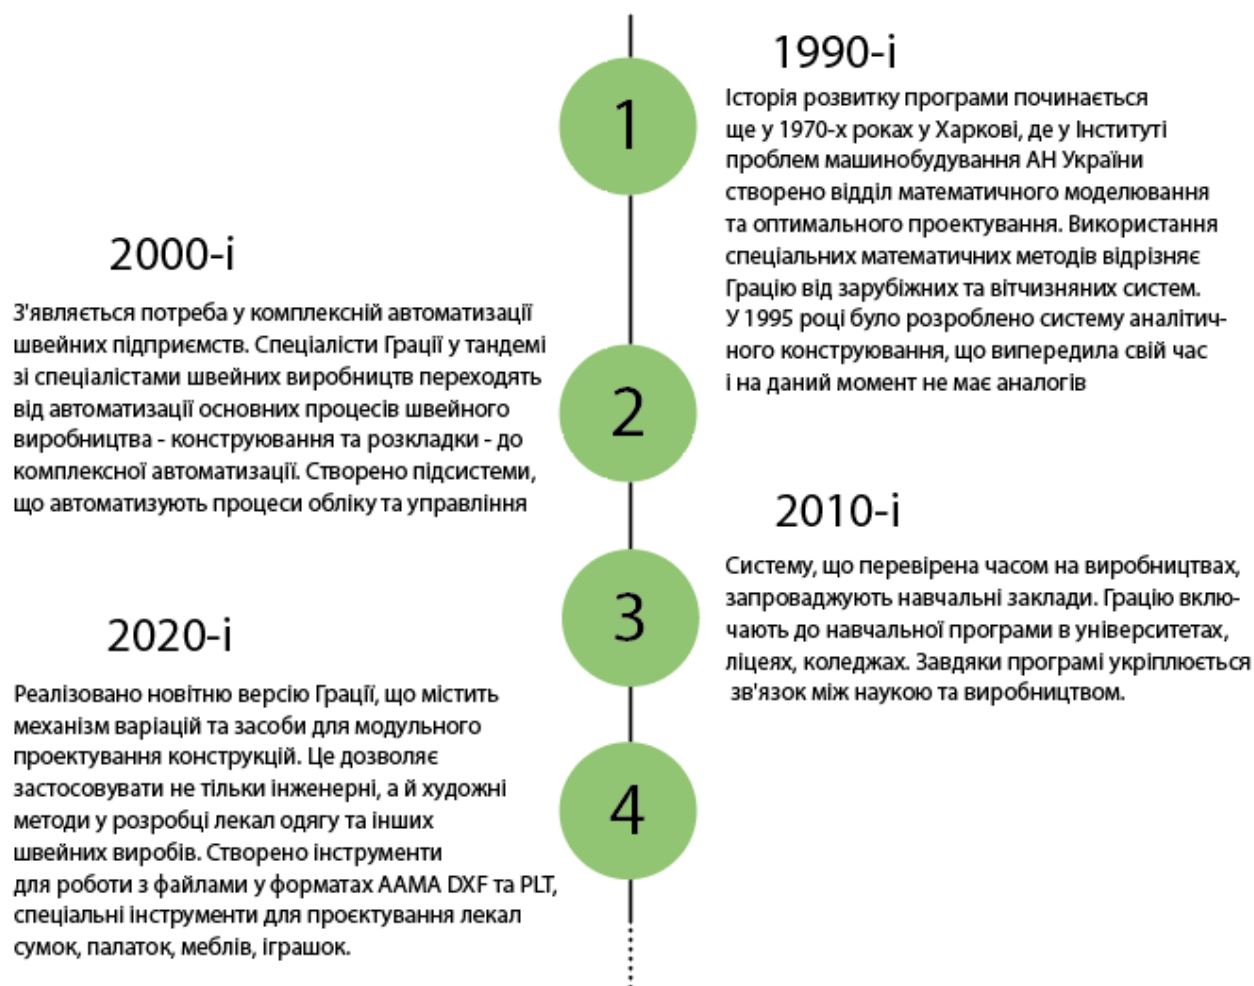 1
1990-і
Історія розвитку програми починається
ще у 1970-х роках у Харкові, де у Інституті
проблем машинобудування АН України
створено відділ математичного моделювання
та оптимального проектування. Використання
спеціальних математичних методів відрізняє
Грацію від зарубіжних та вітчизняних систем.
У 1995 році було розроблено систему аналітич-
ного конструювання, що випередила свій час
і на даний момент не має аналогів
2
2000-і
З'являється потреба у комплексній автоматизації
швейних підприємств. Спеціалісти Грації у тандемі
зі спеціалістами швейних виробництв переходять
від автоматизації основних процесів швейного
виробництва - конструювання та розкладки - до
комплексної автоматизації. Створено підсистеми,
що автоматизують процеси обліку та управління
3
2010-і
Систему, що перевірена часом на виробництвах,
запроваджують навчальні заклади. Грацію вклю-
чають до навчальної програми в університетах,
ліцеях, коледжах. Завдяки програмі укріплюється
зв'язок між наукою та виробництвом.
4
2020-і
Реалізовано новітню версію Грації, що містить
механізм варіацій та засоби для модульного
проектування конструкцій. Це дозволяє
застосовувати не тільки інженерні, а й художні
методи у розробці лекал одягу та інших
швейних виробів. Створено інструменти
для роботи з файлами у форматах AAMA DXF та PLT,
спеціальні інструменти для проєктування лекал
сумок, палаток, меблів, іграшок.